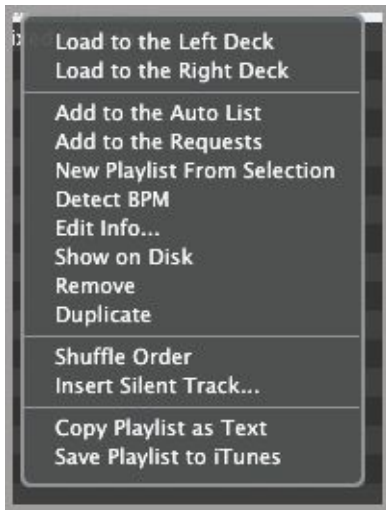 Load to the Left Deck
Load to the Right Deck
Add to the Auto List
Add to the Requests
New Playlist From Selection
Detect BPM
Edit Info...
Show on Disk
Remove
Duplicate
Shuffle Order
Insert Silent Track...
Copy Playlist as Text
Save Playlist to iTunes